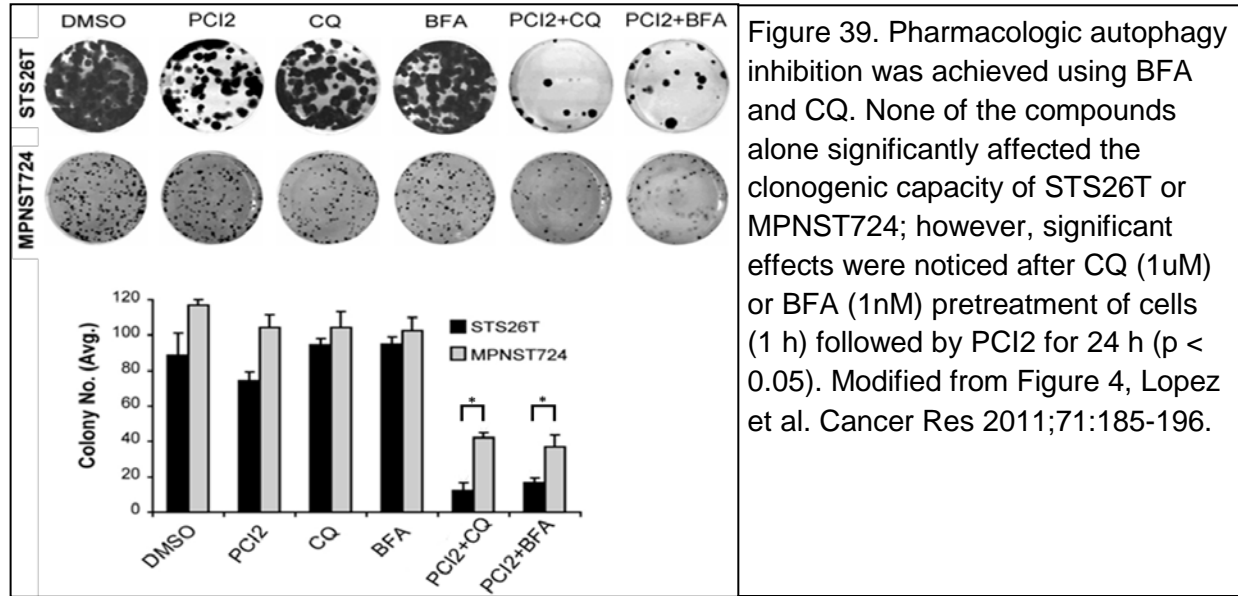 DMSO PCI2 CQ BFA PCI2+CQ PCI2+BFA
STS26T
MPNST724
120
100
80
60
40
20
0
Colony No. (Avg.)
STS26T
MPNST724
* *
DMSO PCI2 CQ BFA PCI2+CQ PCI2+BFA
Figure 39. Pharmacologic autophagy
inhibition was achieved using BFA
and CQ. None of the compounds
alone significantly affected the
clonogenic capacity of STS26T or
MPNST724; however, significant
effects were noticed after CQ (1uM)
or BFA (1nM) pretreatment of cells
(1 h) followed by PCI2 for 24 h (p <
0.05). Modified from Figure 4, Lopez
et al. Cancer Res 2011;71:185-196.